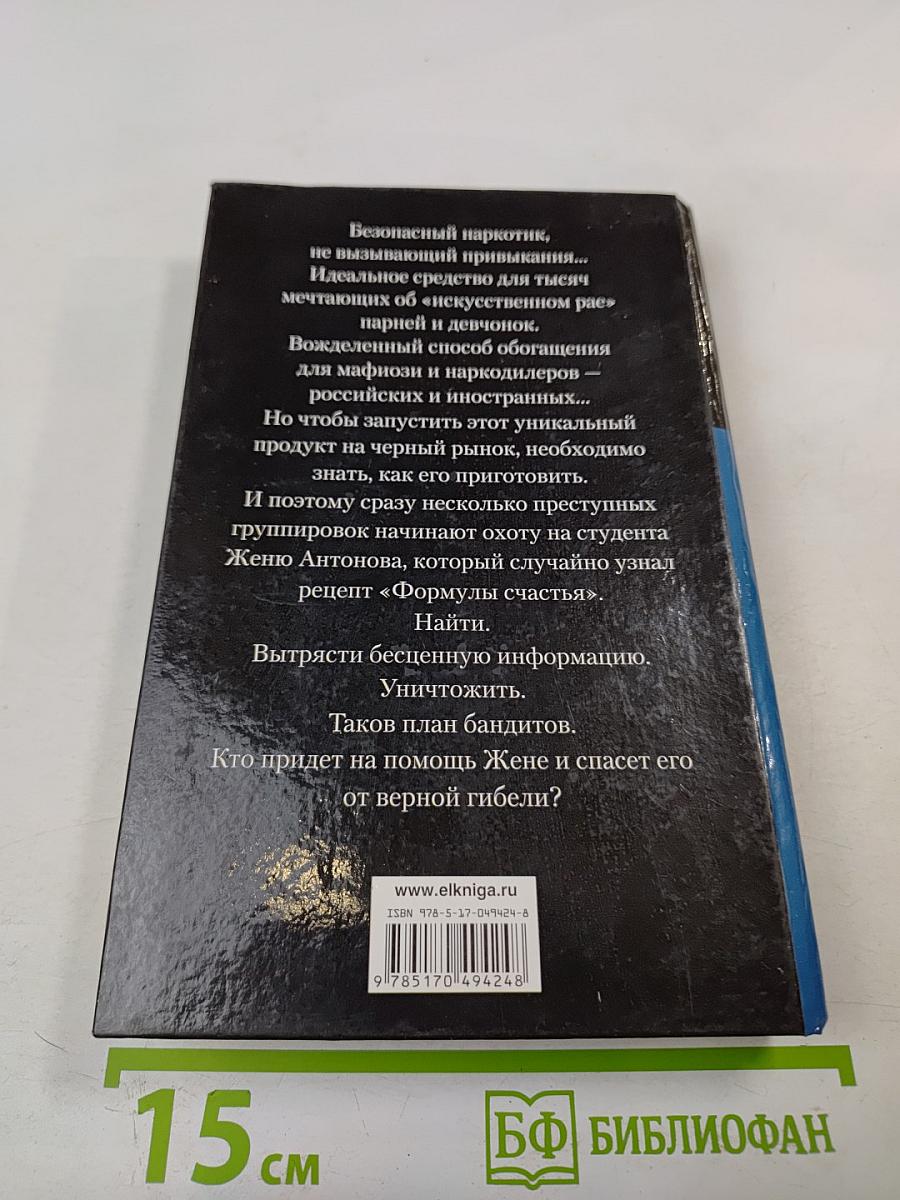 Безопасный наркотик,
не вызывающий привыкания...
Идеальное средство для тысяч
мечтающих об «искусственном рае»
парней и девчонок.
Вожделенный способ обогащения
для мафиози и наркодилеров —
российских и иностранных...
Но чтобы запустить этот уникальный
продукт на черный рынок, необходимо
знать, как его приготовить.
И поэтому сразу несколько преступных
группировок начинают охоту на студента
Женю Антонова, который случайно узнал
рецепт «Формулы счастья».
Найти.
Вытрясти бесценную информацию.
Уничтожить.
Таков план бандитов.
Кто придет на помощь Жене и спасет его
от верной гибели?
www.elkniga.ru
ISBN 978-5-17-049424-8
9 785170 494248
15 см
БФ БИБЛИОФАН